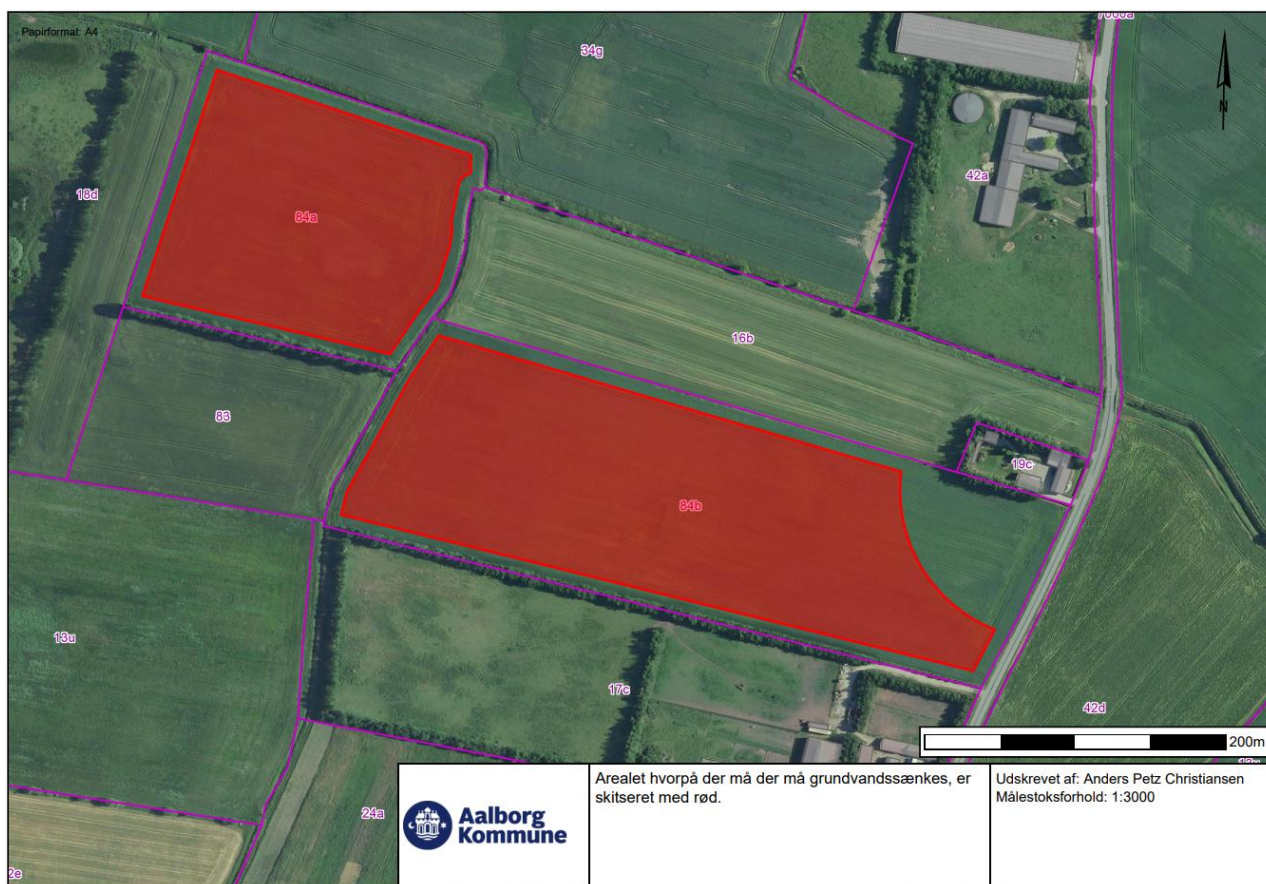 Papirformat: A4
34g
7000a
N
18d
42a
84a
16b
83
19c
84b
13u
17c
42d
200m
24a
2e
Aalborg
Kommune
Arealet hvorpå der må der må grundvandssænkes, er
skitseret med rød.
Udskrevet af: Anders Petz Christiansen
Målestoksforhold: 1:3000